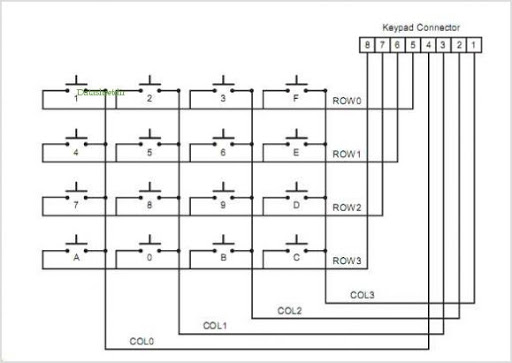 Keypad Connector
8 7 6 5 4 3 2 1
1 2 3 F
ROW0
4 5 6 E
ROW1
7 8 9 D
ROW2
A 0 B C
ROW3
COL3
COL2
COL1
COL0